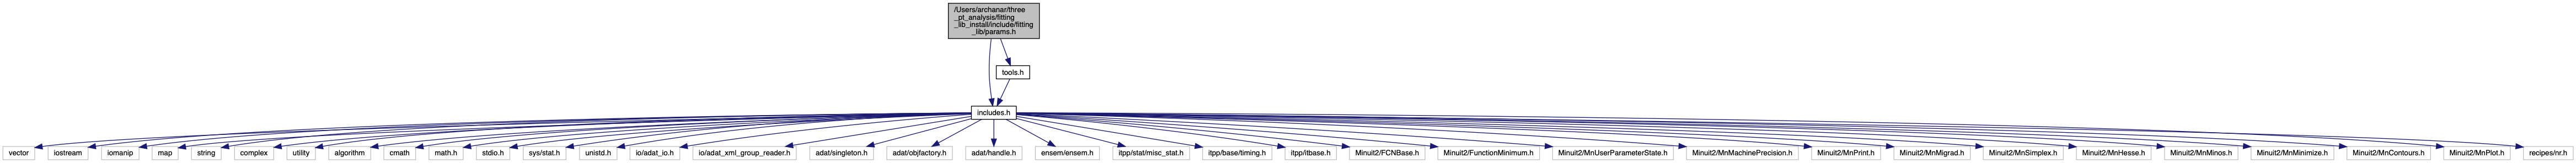 /Users/archanar/three
_pt_analysis/fitting
_lib_install/include/fitting
_lib/params.h
tools.h
includes.h
vector
iostream
iomanip
map
string
complex
utility
algorithm
cmath
math.h
stdio.h
sys/stat.h
unistd.h
io/adat_io.h
io/adat_xml_group_reader.h
adat/singleton.h
adat/objfactory.h
adat/handle.h
ensem/ensem.h
itpp/stat/misc_stat.h
itpp/base/timing.h
itpp/itbase.h
Minuit2/FCNBase.h
Minuit2/FunctionMinimum.h
Minuit2/MnUserParameterState.h
Minuit2/MnMachinePrecision.h
Minuit2/MnPrint.h
Minuit2/MnMigrad.h
Minuit2/MnSimplex.h
Minuit2/MnHesse.h
Minuit2/MnMinos.h
Minuit2/MnMinimize.h
Minuit2/MnContours.h
Minuit2/MnPlot.h
recipes/nr.h